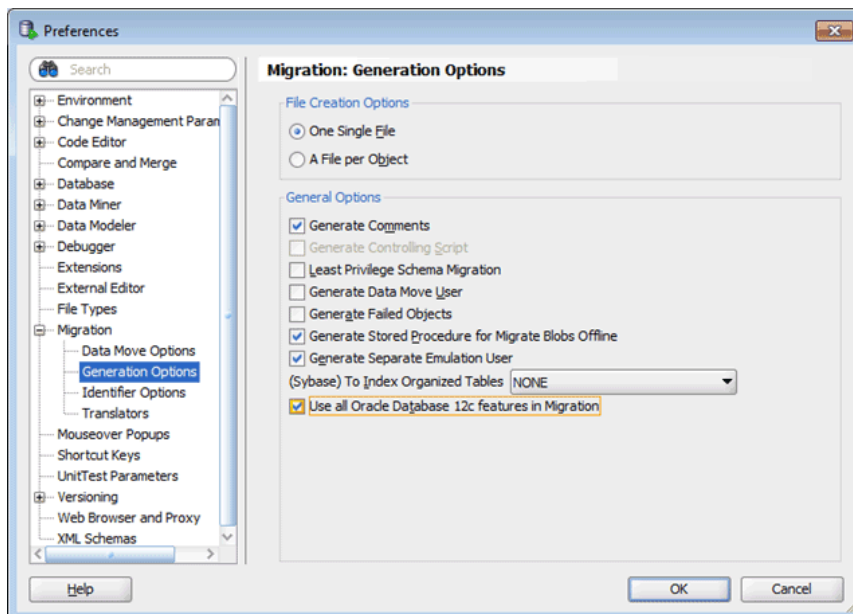 Preferences
Search
Environment
Change Management Param
Code Editor
Compare and Merge
Database
Data Miner
Data Modeler
Debugger
Extensions
External Editor
File Types
Migration
Data Move Options
Generation Options
Identifier Options
Translators
Mouseover Popups
Shortcut Keys
UnitTest Parameters
Versioning
Web Browser and Proxy
XML Schemas
Migration: Generation Options
File Creation Options
One Single File
A File per Object
General Options
Generate Comments
Generate Controlling Script
Least Privilege Schema Migration
Generate Data Move User
Generate Failed Objects
Generate Stored Procedure for Migrate Blobs Offline
Generate Separate Emulation User
(Sybase) To Index Organized Tables NONE
Use all Oracle Database 12c features in Migration
Help
OK
Cancel